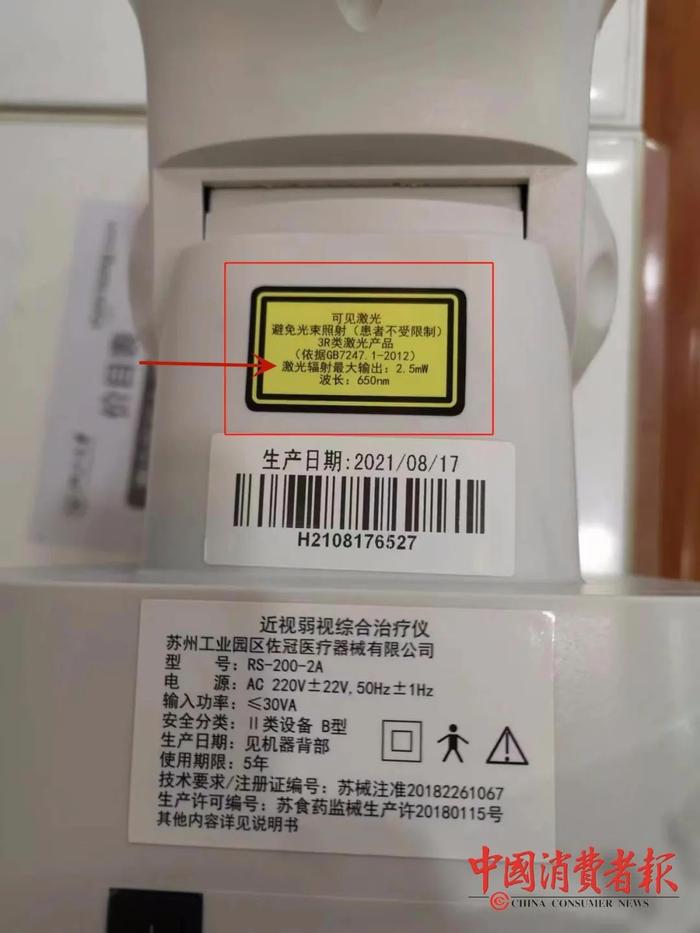 可见激光
避免光束照射（患者不受限制）
3R类激光产品
（依据GB7247.1-2012）
激光辐射最大输出：2.5mW
波长：650nm
生产日期:2021/08/17
H2108176527
近视弱视综合治疗仪
苏州工业园区佐冠医疗器械有限公司
型 号：RS-200-2A
电 源：AC 220V±22V,50Hz±1Hz
输入功率：≤30VA
安全分类：II类设备 B型
生产日期：见机器背部
使用期限：5年
技术要求/注册证编号：苏械注准20182261067
生产许可编号：苏食药监械生产许20180115号
其他内容详见说明书
价目单
中國消費者報
CHINA CONSUMER NEWS